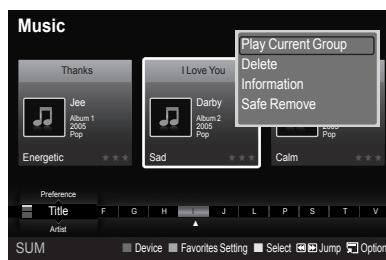 Music
Play Current Group
Delete
Information
Safe Remove
Thanks
I Love You
Jee
Album 1
2005
Pop
Darby
Album 2
2005
Pop
2005
Pop
Energetic ★★★
Sad ★★★
Calm ★★★
Preference
Title F G H I J L P S T V
Artist
SUM Device Favorites Setting Select Jump Option